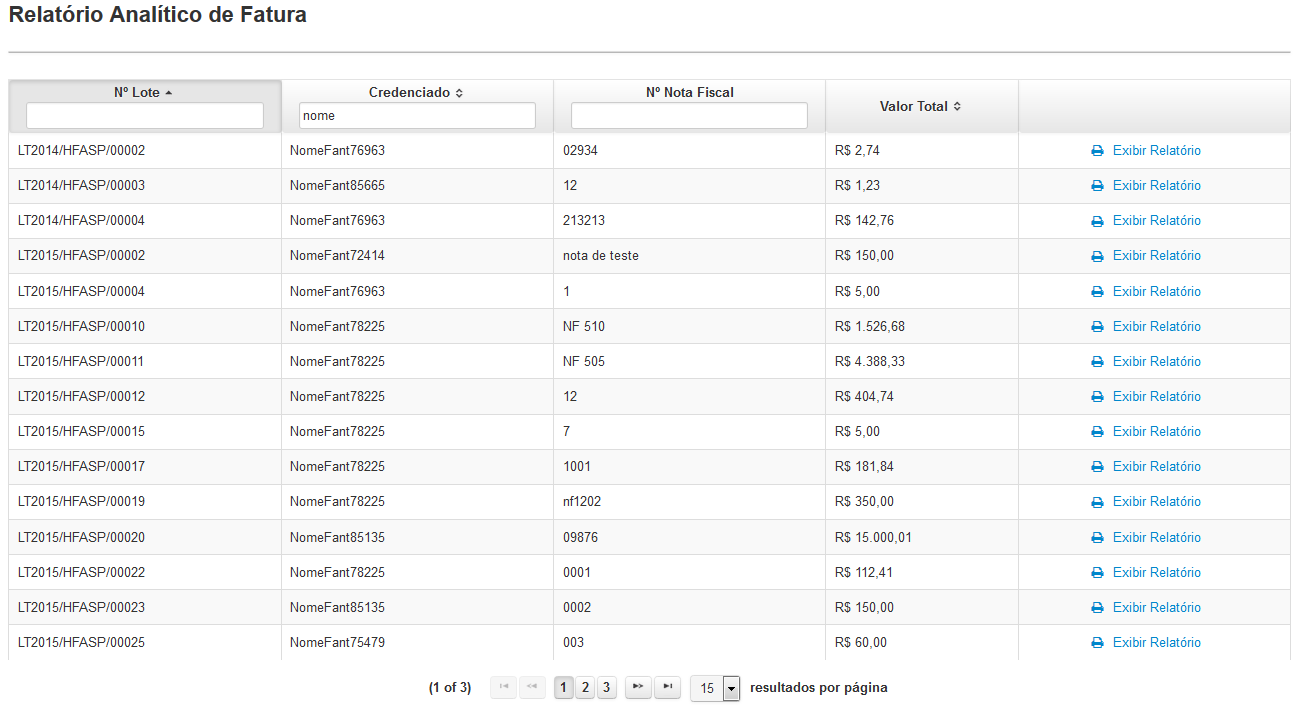 Relatório Analítico de Fatura
Nº Lote Credenciado Nº Nota Fiscal Valor Total
nome
LT2014/HFASP/00002 NomeFant76963 02934 R$ 2,74 Exibir Relatório
LT2014/HFASP/00003 NomeFant85665 12 R$ 1,23 Exibir Relatório
LT2014/HFASP/00004 NomeFant76963 213213 R$ 142,76 Exibir Relatório
LT2015/HFASP/00002 NomeFant72414 nota de teste R$ 150,00 Exibir Relatório
LT2015/HFASP/00004 NomeFant76963 1 R$ 5,00 Exibir Relatório
LT2015/HFASP/00010 NomeFant78225 NF 510 R$ 1.526,68 Exibir Relatório
LT2015/HFASP/00011 NomeFant78225 NF 505 R$ 4.388,33 Exibir Relatório
LT2015/HFASP/00012 NomeFant78225 12 R$ 404,74 Exibir Relatório
LT2015/HFASP/00015 NomeFant78225 7 R$ 5,00 Exibir Relatório
LT2015/HFASP/00017 NomeFant78225 1001 R$ 181,84 Exibir Relatório
LT2015/HFASP/00019 NomeFant78225 nf1202 R$ 350,00 Exibir Relatório
LT2015/HFASP/00020 NomeFant85135 09876 R$ 15.000,01 Exibir Relatório
LT2015/HFASP/00022 NomeFant78225 0001 R$ 112,41 Exibir Relatório
LT2015/HFASP/00023 NomeFant85135 0002 R$ 150,00 Exibir Relatório
LT2015/HFASP/00025 NomeFant75479 003 R$ 60,00 Exibir Relatório
(1 of 3) 1 2 3 15 resultados por página